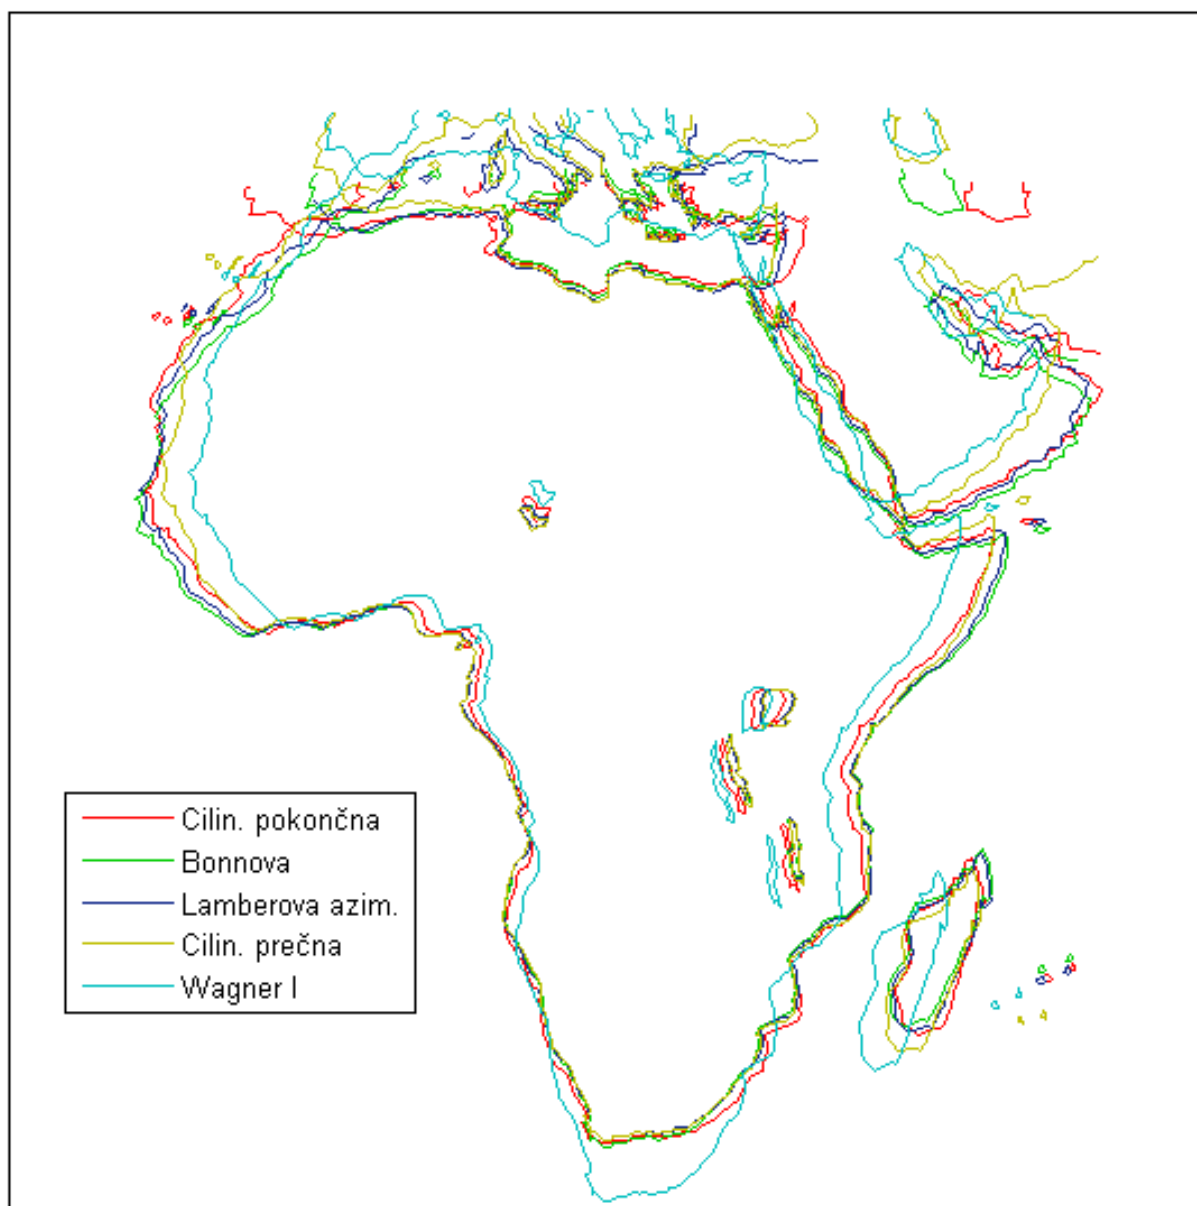 Cilin. pokončna
Bonnova
Lamberova azim.
Cilin. prečna
Wagner I